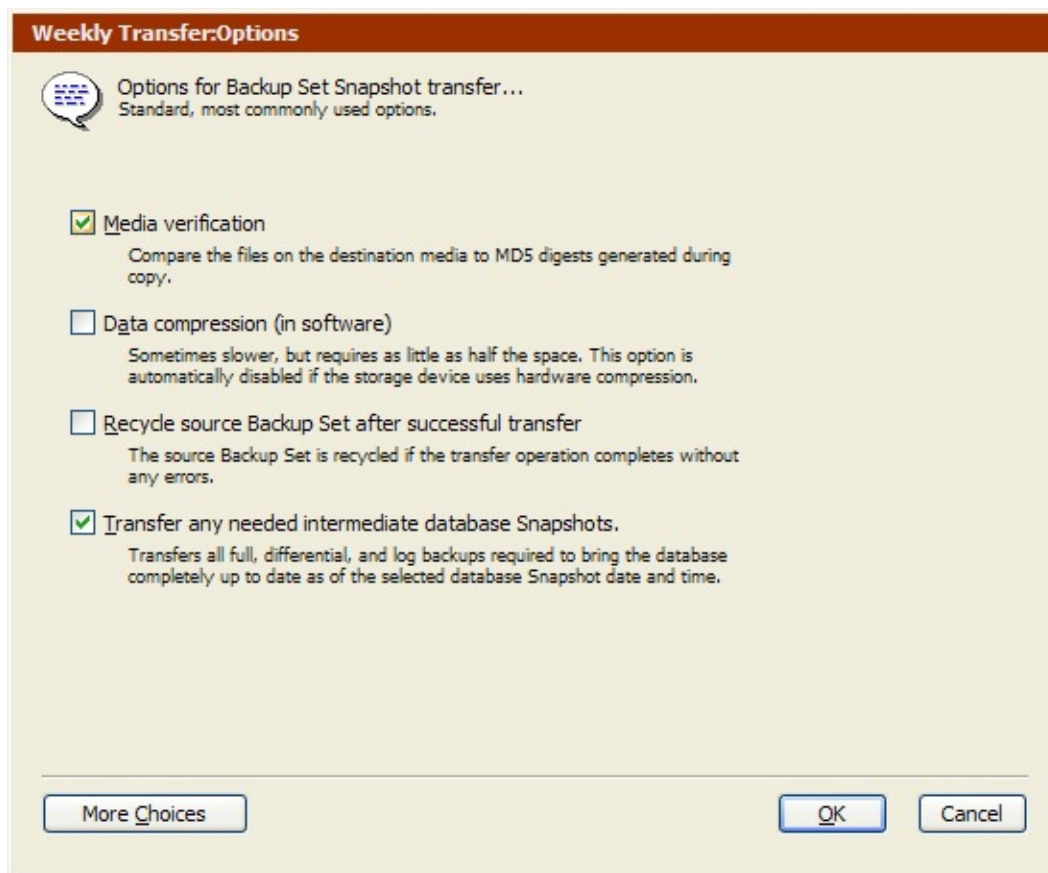 Weekly Transfer:Options
Options for Backup Set Snapshot transfer...
Standard, most commonly used options.
Media verification
Compare the files on the destination media to MD5 digests generated during
copy.
Data compression (in software)
Sometimes slower, but requires as little as half the space. This option is
automatically disabled if the storage device uses hardware compression.
Recycle source Backup Set after successful transfer
The source Backup Set is recycled if the transfer operation completes without
any errors.
Transfer any needed intermediate database Snapshots.
Transfers all full, differential, and log backups required to bring the database
completely up to date as of the selected database Snapshot date and time.
More Choices
OK
Cancel